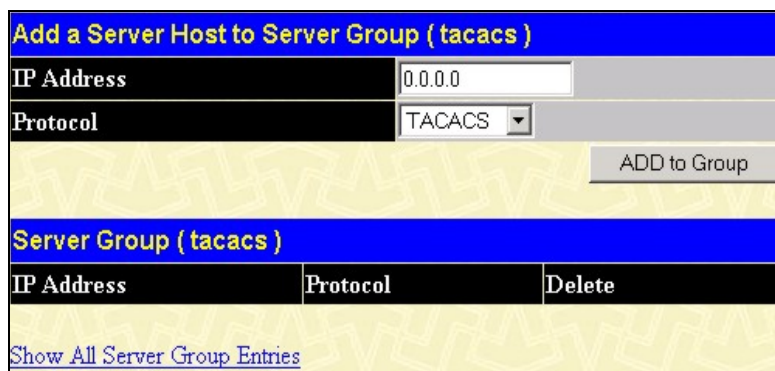 Add a Server Host to Server Group ( tacacs )
IP Address 0.0.0.0
Protocol TACACS
ADD to Group
Server Group ( tacacs )
IP Address Protocol Delete
Show All Server Group Entries